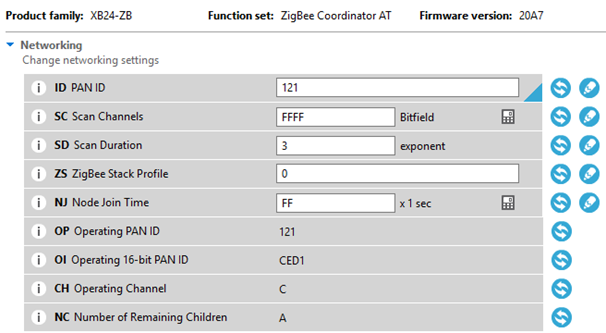 Product family: XB24-ZB Function set: ZigBee Coordinator AT Firmware version: 20A7
Networking
Change networking settings
i ID PAN ID 121
i SC Scan Channels FFFF Bitfield
i SD Scan Duration 3 exponent
i ZS ZigBee Stack Profile 0
i NJ Node Join Time FF x 1 sec
i OP Operating PAN ID 121
i OI Operating 16-bit PAN ID CED1
i CH Operating Channel C
i NC Number of Remaining Children A